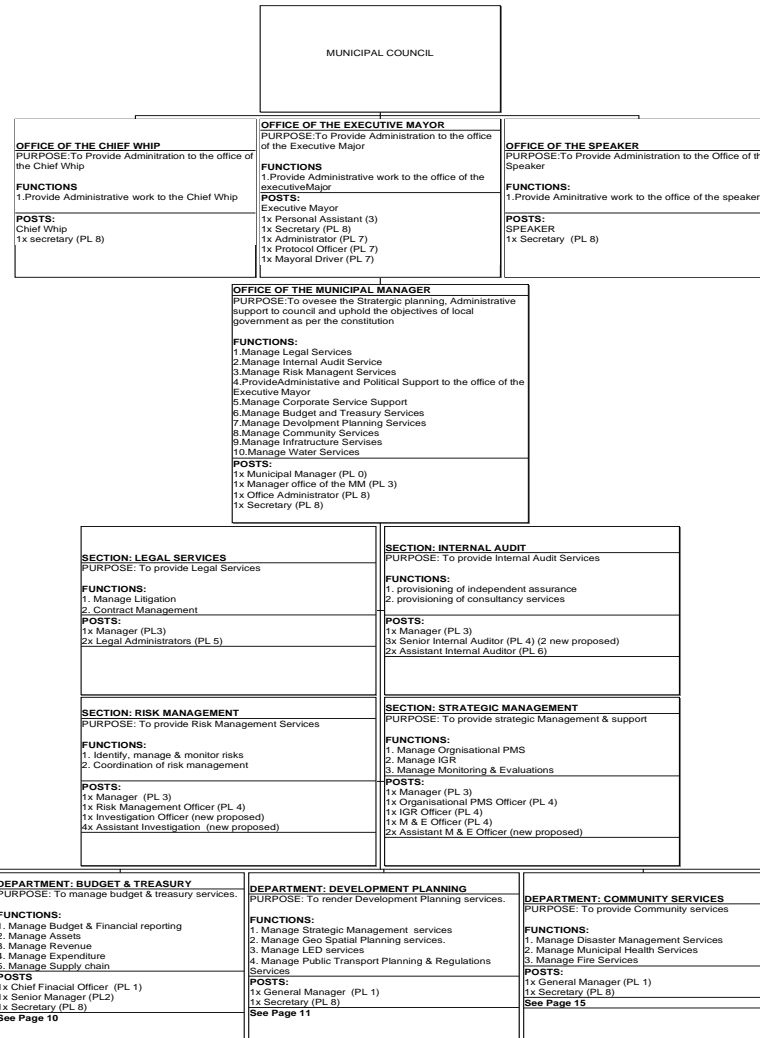 MUNICIPAL COUNCIL
OFFICE OF THE CHIEF WHIP
PURPOSE:To Provide Adminitration to the office of
the Chief Whip
FUNCTIONS
1.Provide Administrative work to the Chief Whip
POSTS:
Chief Whip
1x secretary (PL 8)
OFFICE OF THE EXECUTIVE MAYOR
PURPOSE:To Provide Administration to the office
of the Executive Major
FUNCTIONS
1.Provide Administrative work to the office of the
executiveMajor
POSTS:
Executive Mayor
1x Personal Assistant (3)
1x Secretary (PL 8)
1x Administrator (PL 7)
1x Protocol Officer (PL 7)
1x Mayoral Driver (PL 7)
OFFICE OF THE SPEAKER
PURPOSE:To Provide Administration to the Office of th
Speaker
FUNCTIONS:
1.Provide Aminitrative work to the office of the speaker
POSTS:
SPEAKER
1x Secretary (PL 8)
OFFICE OF THE MUNICIPAL MANAGER
PURPOSE:To ovesee the Stratergic planning, Administrative
support to council and uphold the objectives of local
government as per the constitution
FUNCTIONS:
1.Manage Legal Services
2.Manage Internal Audit Service
3.Manage Risk Managent Services
4.ProvideAdministative and Political Support to the office of the
Executive Mayor
5.Manage Corporate Service Support
6.Manage Budget and Treasury Services
7.Manage Devolpment Planning Services
8.Manage Community Services
9.Manage Infratructure Servises
10.Manage Water Services
POSTS:
1x Municipal Manager (PL 0)
1x Manager office of the MM (PL 3)
1x Office Administrator (PL 8)
1x Secretary (PL 8)
SECTION: LEGAL SERVICES
PURPOSE: To provide Legal Services
FUNCTIONS:
1. Manage Litigation
2. Contract Management
POSTS:
1x Manager (PL3)
2x Legal Administrators (PL 5)
SECTION: INTERNAL AUDIT
PURPOSE: To provide Internal Audit Services
FUNCTIONS:
1. provisioning of independent assurance
2. provisioning of consultancy services
POSTS:
1x Manager (PL 3)
3x Senior Internal Auditor (PL 4) (2 new proposed)
2x Assistant Internal Auditor (PL 6)
SECTION: RISK MANAGEMENT
PURPOSE: To provide Risk Management Services
FUNCTIONS:
1. Identify, manage & monitor risks
2. Coordination of risk management
POSTS:
1x Manager (PL 3)
1x Risk Management Officer (PL 4)
1x Investigation Officer (new proposed)
4x Assistant Investigation (new proposed)
SECTION: STRATEGIC MANAGEMENT
PURPOSE: To provide strategic Management & support
FUNCTIONS:
1. Manage Orgnisational PMS
2. Manage IGR
3. Manage Monitoring & Evaluations
POSTS:
1x Manager (PL 3)
1x Organisational PMS Officer (PL 4)
1x IGR Officer (PL 4)
1x M & E Officer (PL 4)
2x Assistant M & E Officer (new proposed)
DEPARTMENT: BUDGET & TREASURY
PURPOSE: To manage budget & treasury services.
FUNCTIONS:
1. Manage Budget & Financial reporting
2. Manage Assets
3. Manage Revenue
4. Manage Expenditure
5. Manage Supply chain
POSTS
1x Chief Finacial Officer (PL 1)
1x Senior Manager (PL2)
1x Secretary (PL 8)
See Page 10
DEPARTMENT: DEVELOPMENT PLANNING
PURPOSE: To render Development Planning services.
FUNCTIONS:
1. Manage Strategic Management services
2. Manage Geo Spatial Planning services.
3. Manage LED services
4. Manage Public Transport Planning & Regulations
Services
POSTS:
1x General Manager (PL 1)
1x Secretary (PL 8)
See Page 11
DEPARTMENT: COMMUNITY SERVICES
PURPOSE: To provide Community services
FUNCTIONS:
1. Manage Disaster Management Services
2. Manage Municipal Health Services
3. Manage Fire Services
POSTS:
1x General Manager (PL 1)
1x Secretary (PL 8)
See Page 15